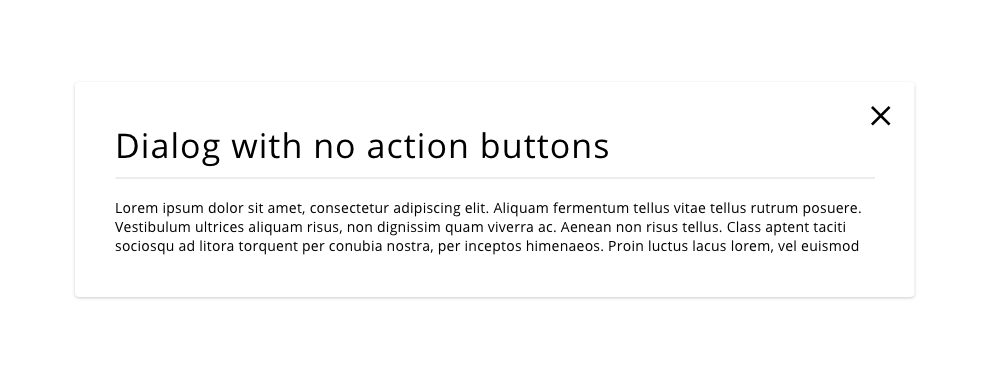 Dialog with no action buttons
Lorem ipsum dolor sit amet, consectetur adipiscing elit. Aliquam fermentum tellus vitae tellus rutrum posuere.
Vestibulum ultrices aliquam risus, non dignissim quam viverra ac. Aenean non risus tellus. Class aptent taciti
sociosqu ad litora torquent per conubia nostra, per inceptos himenaeos. Proin luctus lacus lorem, vel euismod